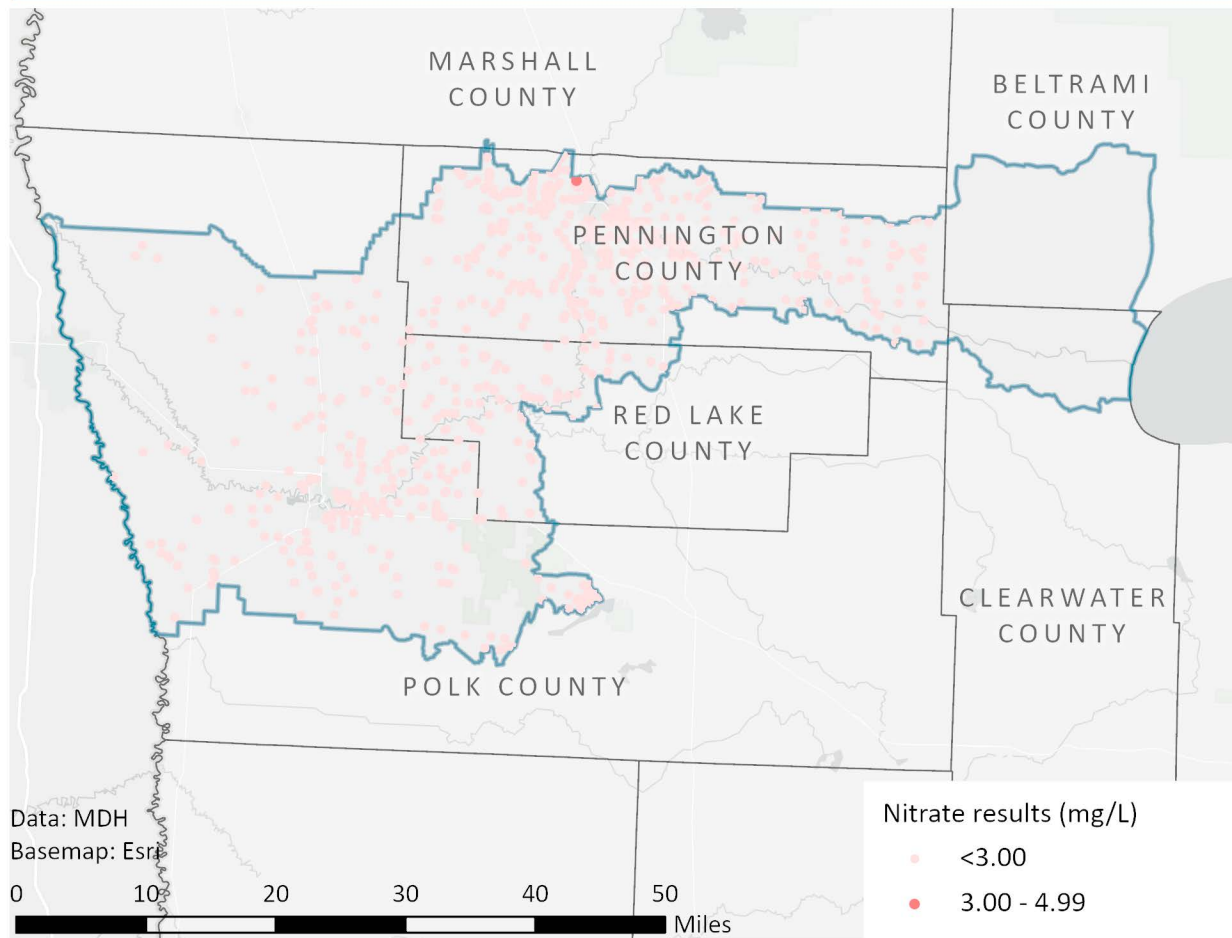 MARSHALL
COUNTY
BELTRAMI
COUNTY
PENNINGTON
COUNTY
RED LAKE
COUNTY
CLEARWATER
COUNTY
POLK COUNTY
Data: MDH
Basemap: Esri
0 10 20 30 40 50
Miles
Nitrate results (mg/L)
<3.00
3.00 - 4.99